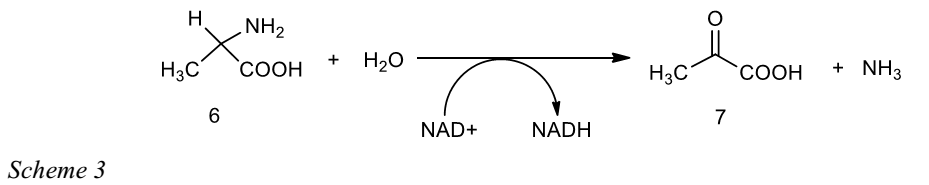 H NH₂
H₃C COOH + H₂O
6
NAD+ NADH
O
H₃C COOH + NH₃
7
Scheme 3